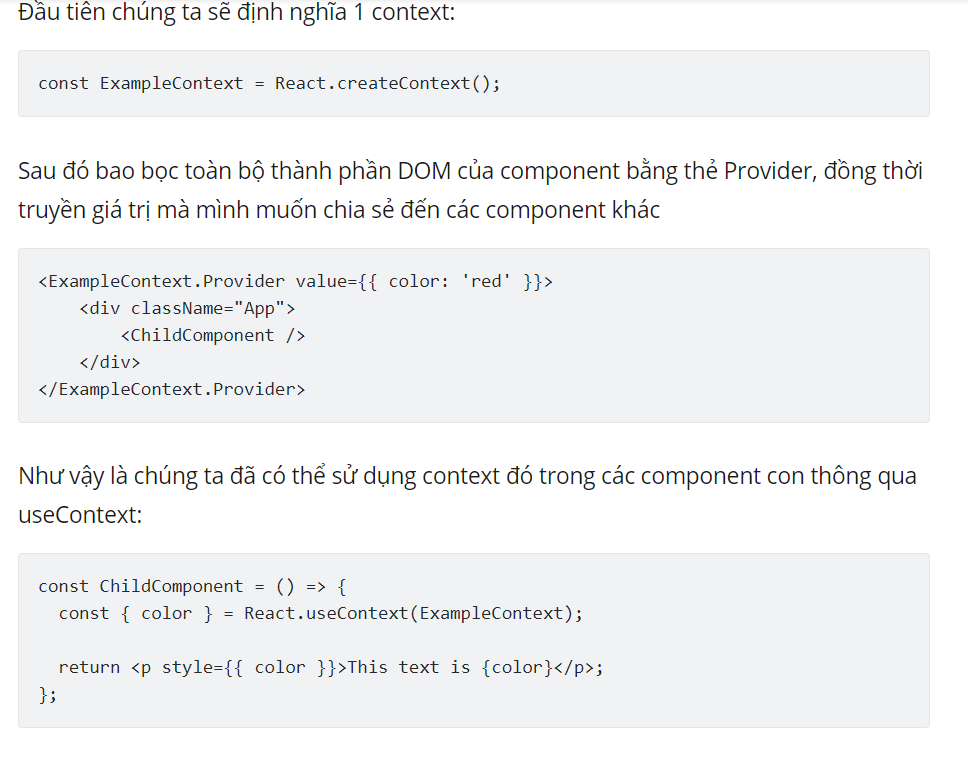 Đầu tiên chúng ta sẽ định nghĩa 1 context:
const ExampleContext = React.createContext();
Sau đó bao bọc toàn bộ thành phần DOM của component bằng thẻ Provider, đồng thời
truyền giá trị mà mình muốn chia sẻ đến các component khác
<ExampleContext.Provider value={{ color: 'red' }}>
    <div className="App">
        <ChildComponent />
    </div>
</ExampleContext.Provider>
Như vậy là chúng ta đã có thể sử dụng context đó trong các component con thông qua
useContext:
const ChildComponent = () => {
  const { color } = React.useContext(ExampleContext);
  return <p style={{ color }}>This text is {color}</p>;
};